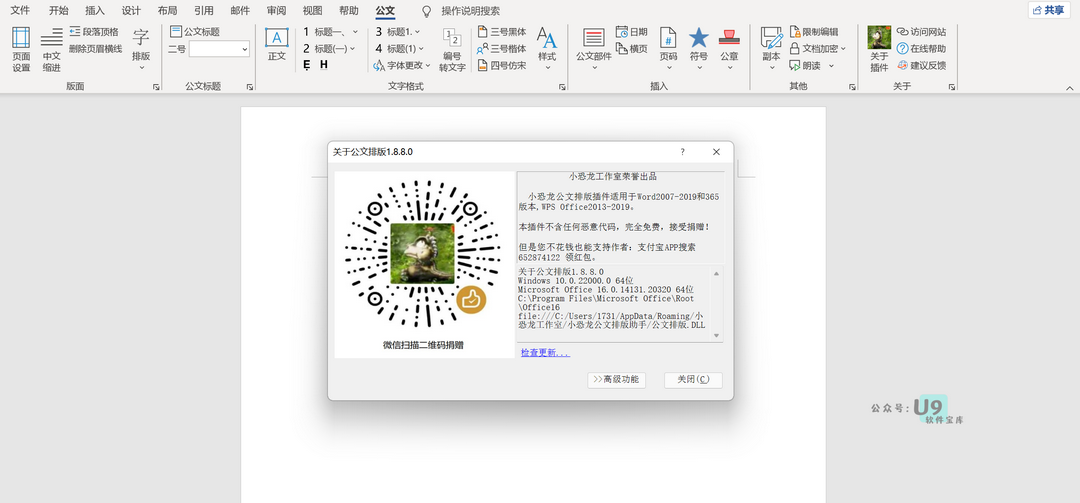 文件 开始 插入 设计 布局 引用 邮件 审阅 视图 帮助 公文 操作说明搜索 共享
页面设置
中文缩进
段落顶格
删除页面横线
字
排版
版面
公文标题
二号
公文标题
正文
1 标题一、
2 标题(一)
Ẹ H
3 标题1.
4 标题(1)
字体更改
1
2
编号转文字
三号黑体
三号楷体
四号仿宋
样式
文字格式
公文部件
日期
横页
#
页码
符号
公章
插入
副本
限制编辑
文档加密
朗读
其他
关于插件
访问网站
在线帮助
建议反馈
关于
关于公文排版1.8.8.0 ?
微信扫描二维码捐赠
小恐龙工作室荣誉出品
小恐龙公文排版插件适用于Word2007-2019和365
版本,WPS Office2013-2019。
本插件不含任何恶意代码，完全免费，接受捐赠!
但是您不花钱也能支持作者：支付宝APP搜索
652874122 领红包。
关于公文排版1.8.8.0
Windows 10.0.22000.0 64位
Microsoft Office 16.0.14131.20320 64位
C:\Program Files\Microsoft Office\Root
\Office16
file:///C:/Users/1731/AppData/Roaming/小
恐龙工作室/小恐龙公文排版助手/公文排版.DLL
检查更新...
>>高级功能 关闭(C)
公众号: U9
软件宝库